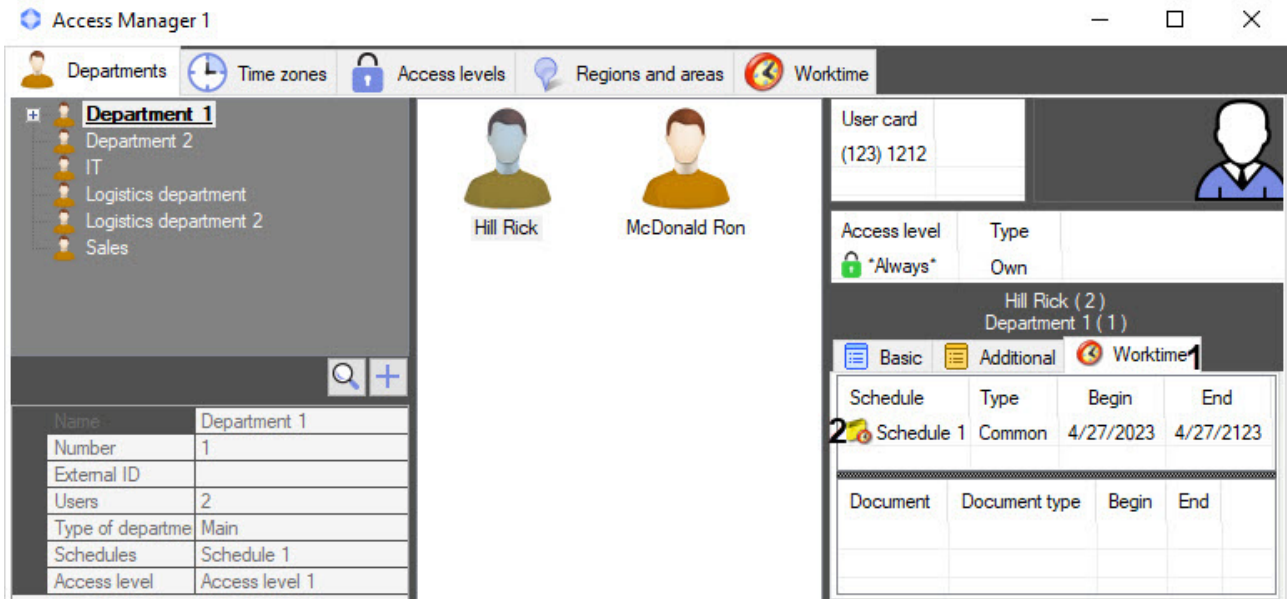 Access Manager 1
Departments Time zones Access levels Regions and areas Worktime
Department 1
Department 2
IT
Logistics department
Logistics department 2
Sales
Name Department 1
Number 1
External ID
Users 2
Type of departme Main
Schedules Schedule 1
Access level Access level 1
Hill Rick McDonald Ron
User card
(123) 1212
Access level Type
*Always* Own
Hill Rick ( 2 )
Department 1 ( 1 )
Basic Additional Worktime 1
Schedule Type Begin End
2 Schedule 1 Common 4/27/2023 4/27/2123
Document Document type Begin End